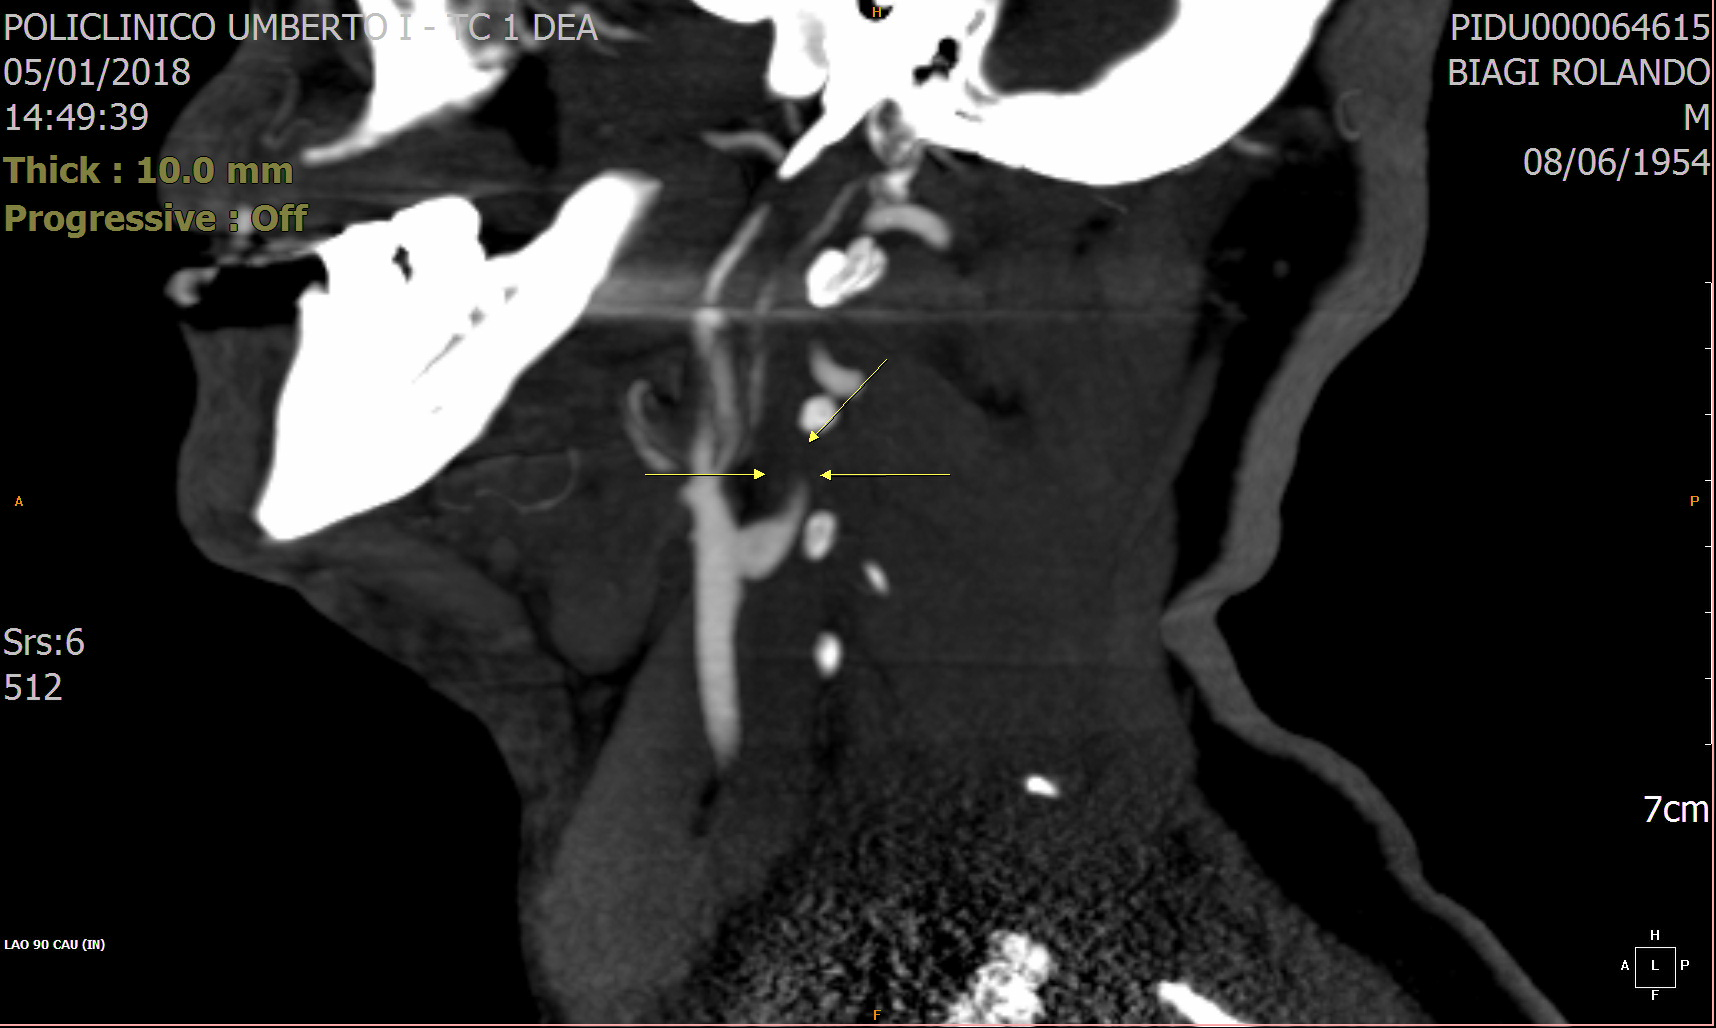 POLICLINICO UMBERTO I - TC 1 DEA
05/01/2018
14:49:39
Thick : 10.0 mm
Progressive : Off
PIDU000064615
BIAGI ROLANDO
M
08/06/1954
H
A
P
Srs:6
512
7cm
LAO 90 CAU (IN)
H
A L P
F
F